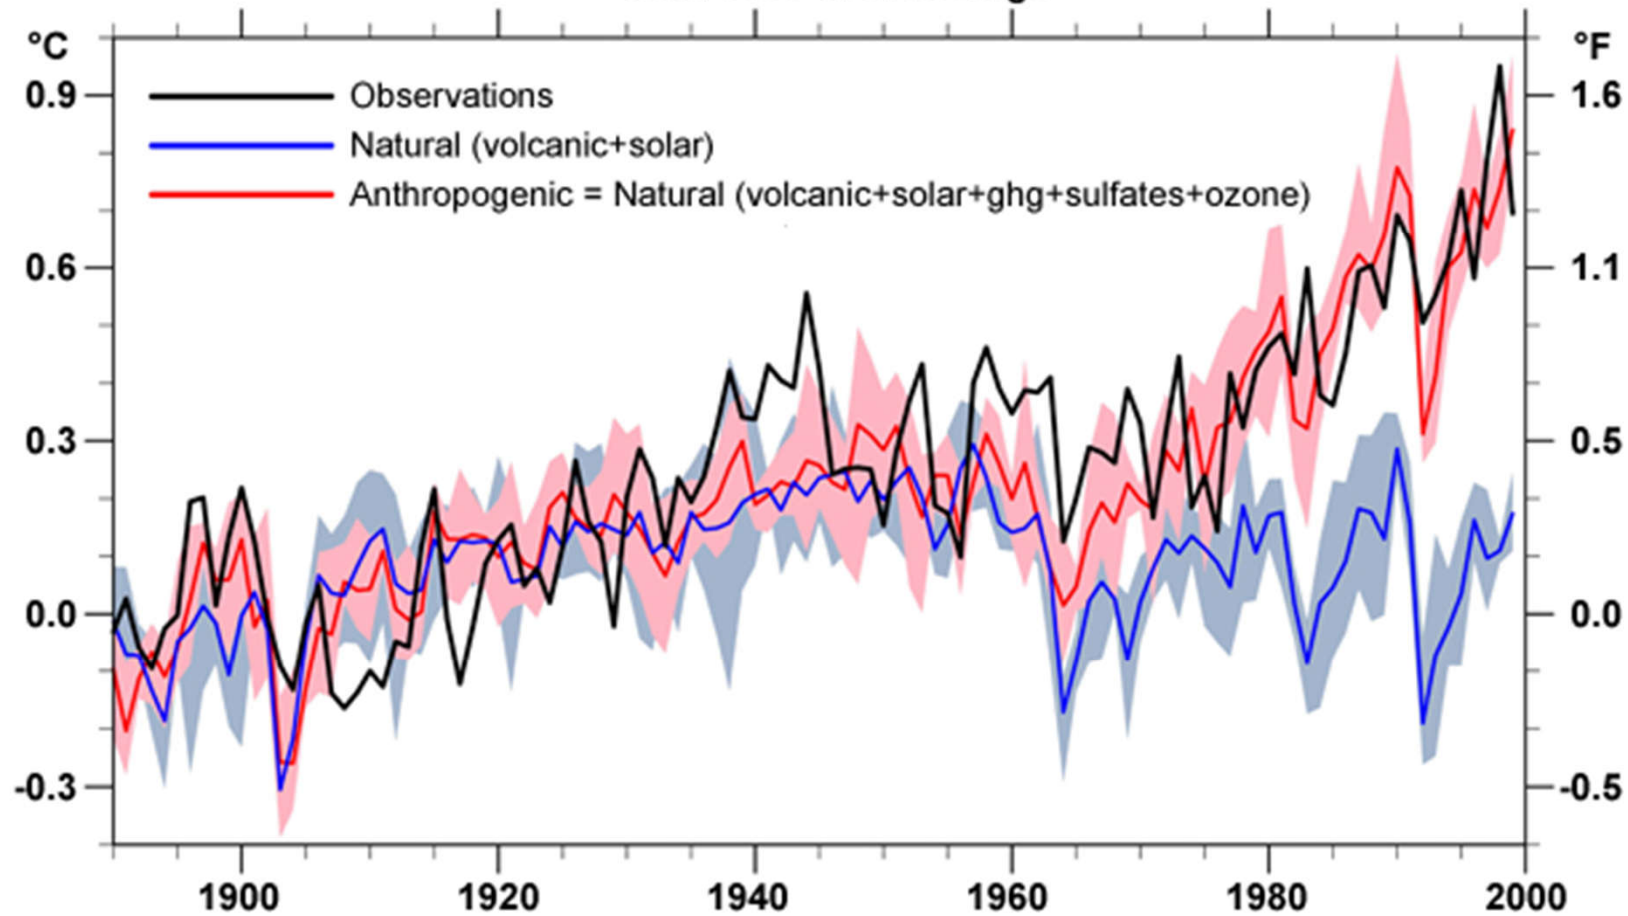 °C °F
0.9 1.6
Observations
Natural (volcanic+solar)
Anthropogenic = Natural (volcanic+solar+ghg+sulfates+ozone)
0.6 1.1
0.3 0.5
0.0 0.0
-0.3 -0.5
1900 1920 1940 1960 1980 2000